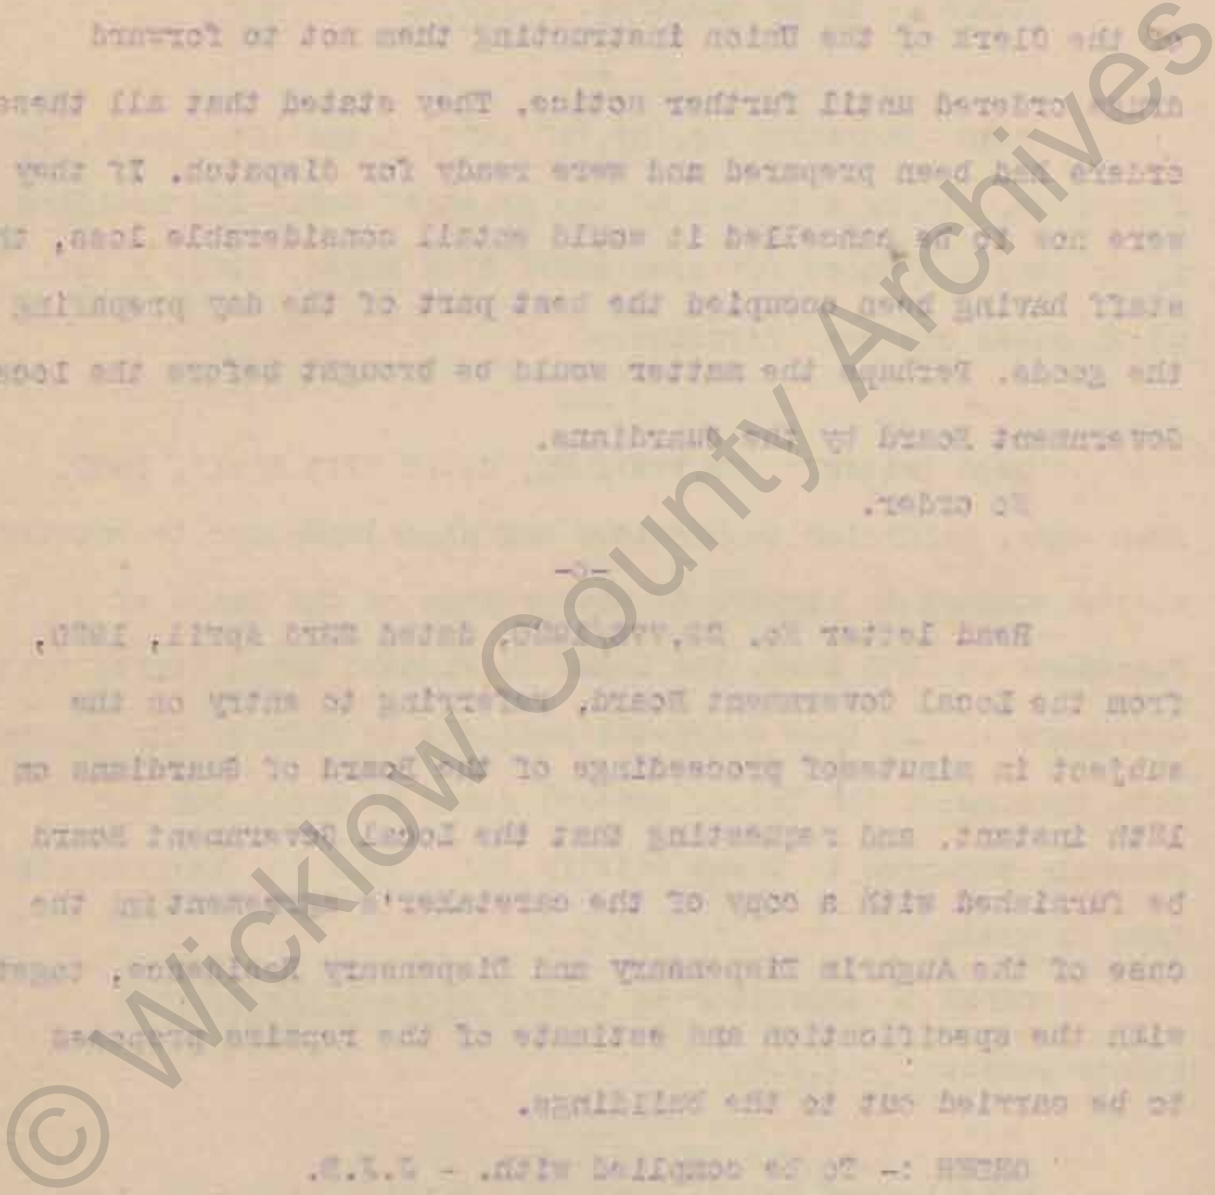 of the Clerk of the Union instructing them not to forward
drugs ordered until further notice. They stated that all these
orders had been prepared and were ready for dispatch. If they
were now to be cancelled it would entail considerable loss, th
staff having been occupied the best part of the day preparing
the goods. Perhaps the matter would be brought before the Loca
Government Board by the Guardians.
No order.
-o-
Read letter No. dated 23rd April, 1920,
from the Local Government Board, referring to entry on the
subject in minutesof proceedings of the Board of Guardians on
instant, and requesting that the Local Government Board
be furnished with a copy of the caretaker's agreement in the
case of the Aughrim Dispensary and Dispensary Residence, toget
with the specification and estimate of the repairs proposed
to be carried out to the buildings.
ORDER :- To be complied with. -
© Wicklow County Archives